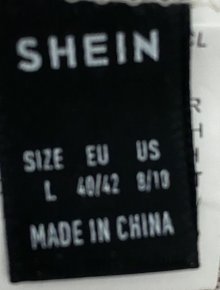 SHEIN
SIZE EU US
L 40/42 8/10
MADE IN CHINA